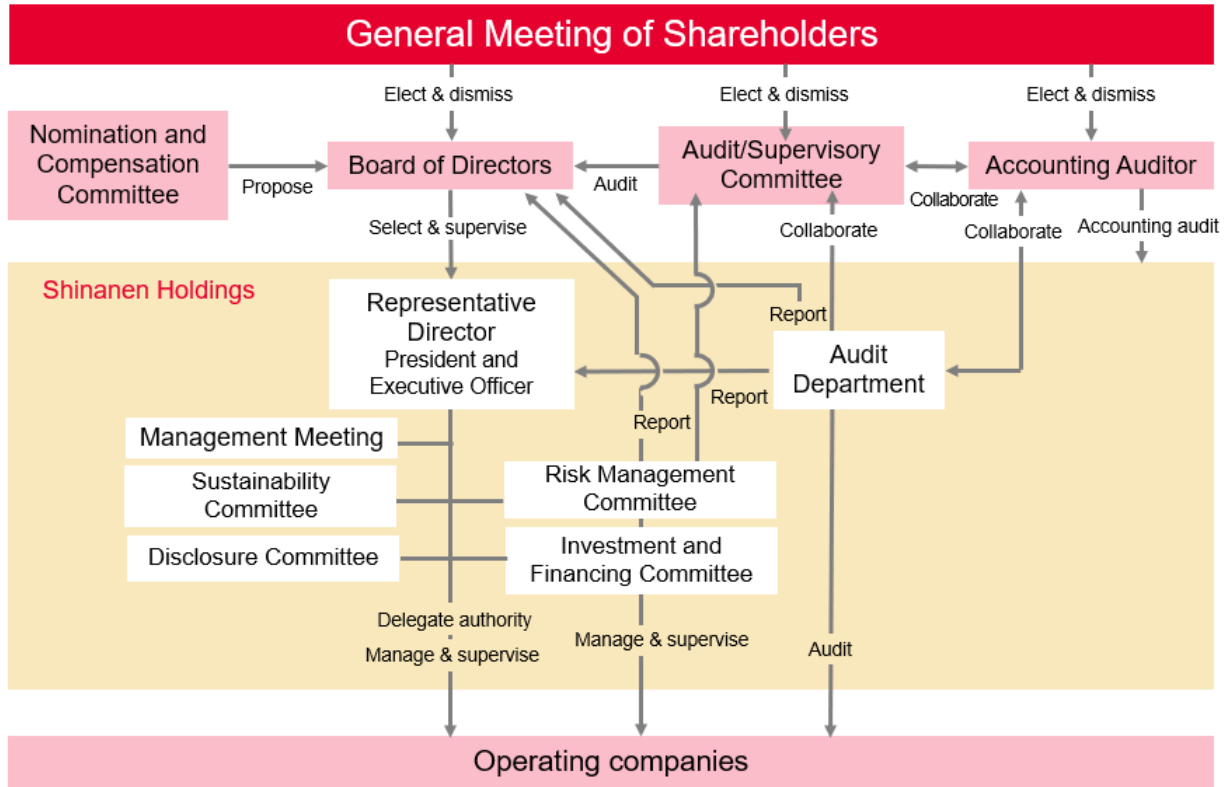 General Meeting of Shareholders
Elect & dismiss
Elect & dismiss
Elect & dismiss
Nomination and
Compensation
Committee
Propose
Board of Directors
Audit
Audit/Supervisory
Committee
Collaborate
Accounting Auditor
Select & supervise
Collaborate
Collaborate
Accounting audit
Shinanen Holdings
Representative
Director
President and
Executive Officer
Report
Audit
Department
Report
Report
Management Meeting
Sustainability
Committee
Risk Management
Committee
Disclosure Committee
Investment and
Financing Committee
Delegate authority
Manage & supervise
Manage & supervise
Audit
Operating companies